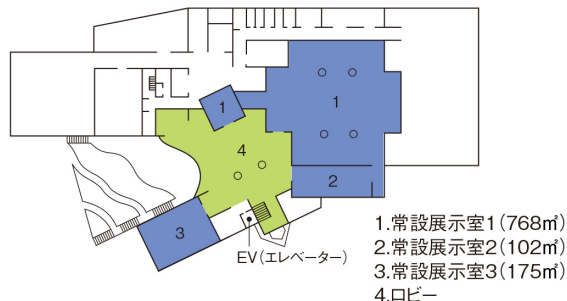 1
1
4
2
3
EV(エレベーター)
1.常設展示室1(768㎡)
2.常設展示室2(102㎡)
3.常設展示室3(175㎡)
4.ロビー